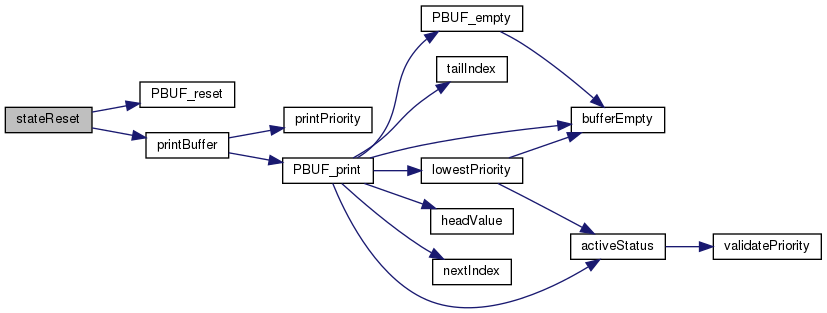 stateReset
PBUF_reset
printBuffer
printPriority
PBUF_print
PBUF_empty
tailIndex
bufferEmpty
lowestPriority
headValue
activeStatus
validatePriority
nextIndex